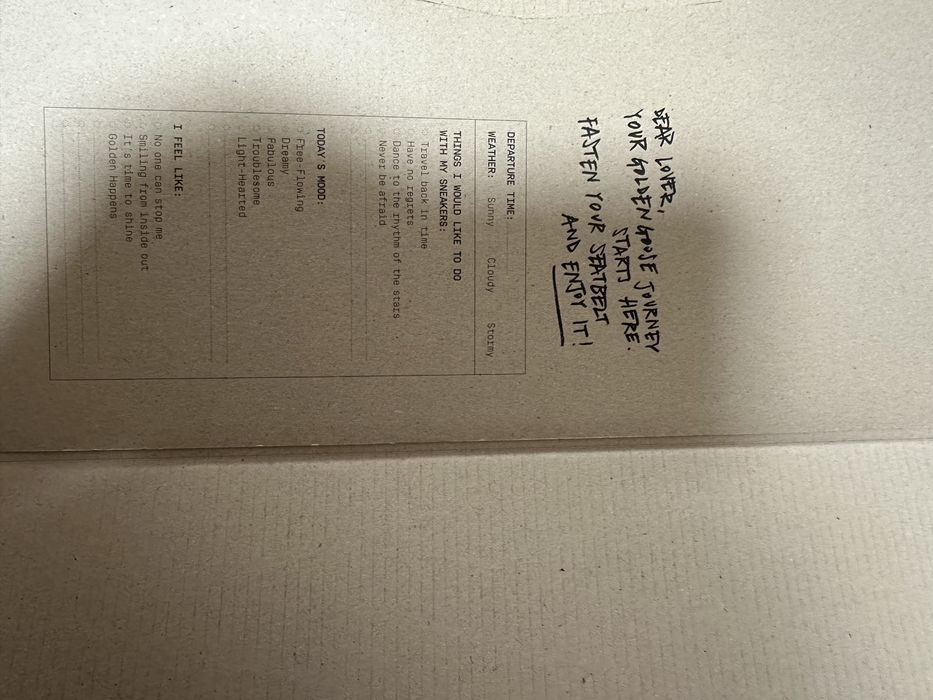 DEAR LOVER,
YOUR GOLDEN GOOSE JOURNEY
STARTS HERE.
FASTEN YOUR SEATBELT
AND ENJOY IT!
DEPARTURE TIME:
WEATHER: Sunny Cloudy Stormy
THINGS I WOULD LIKE TO DO
WITH MY SNEAKERS:
Travel back in time
Have no regrets
Dance to the rhythm of the stars
Never be afraid
TODAY'S MOOD:
Free-Flowing
Dreamy
Fabulous
Troublesome
Light-Hearted
I FEEL LIKE:
No one can stop me
Smiling from inside out
It's time to shine
Golden Happens